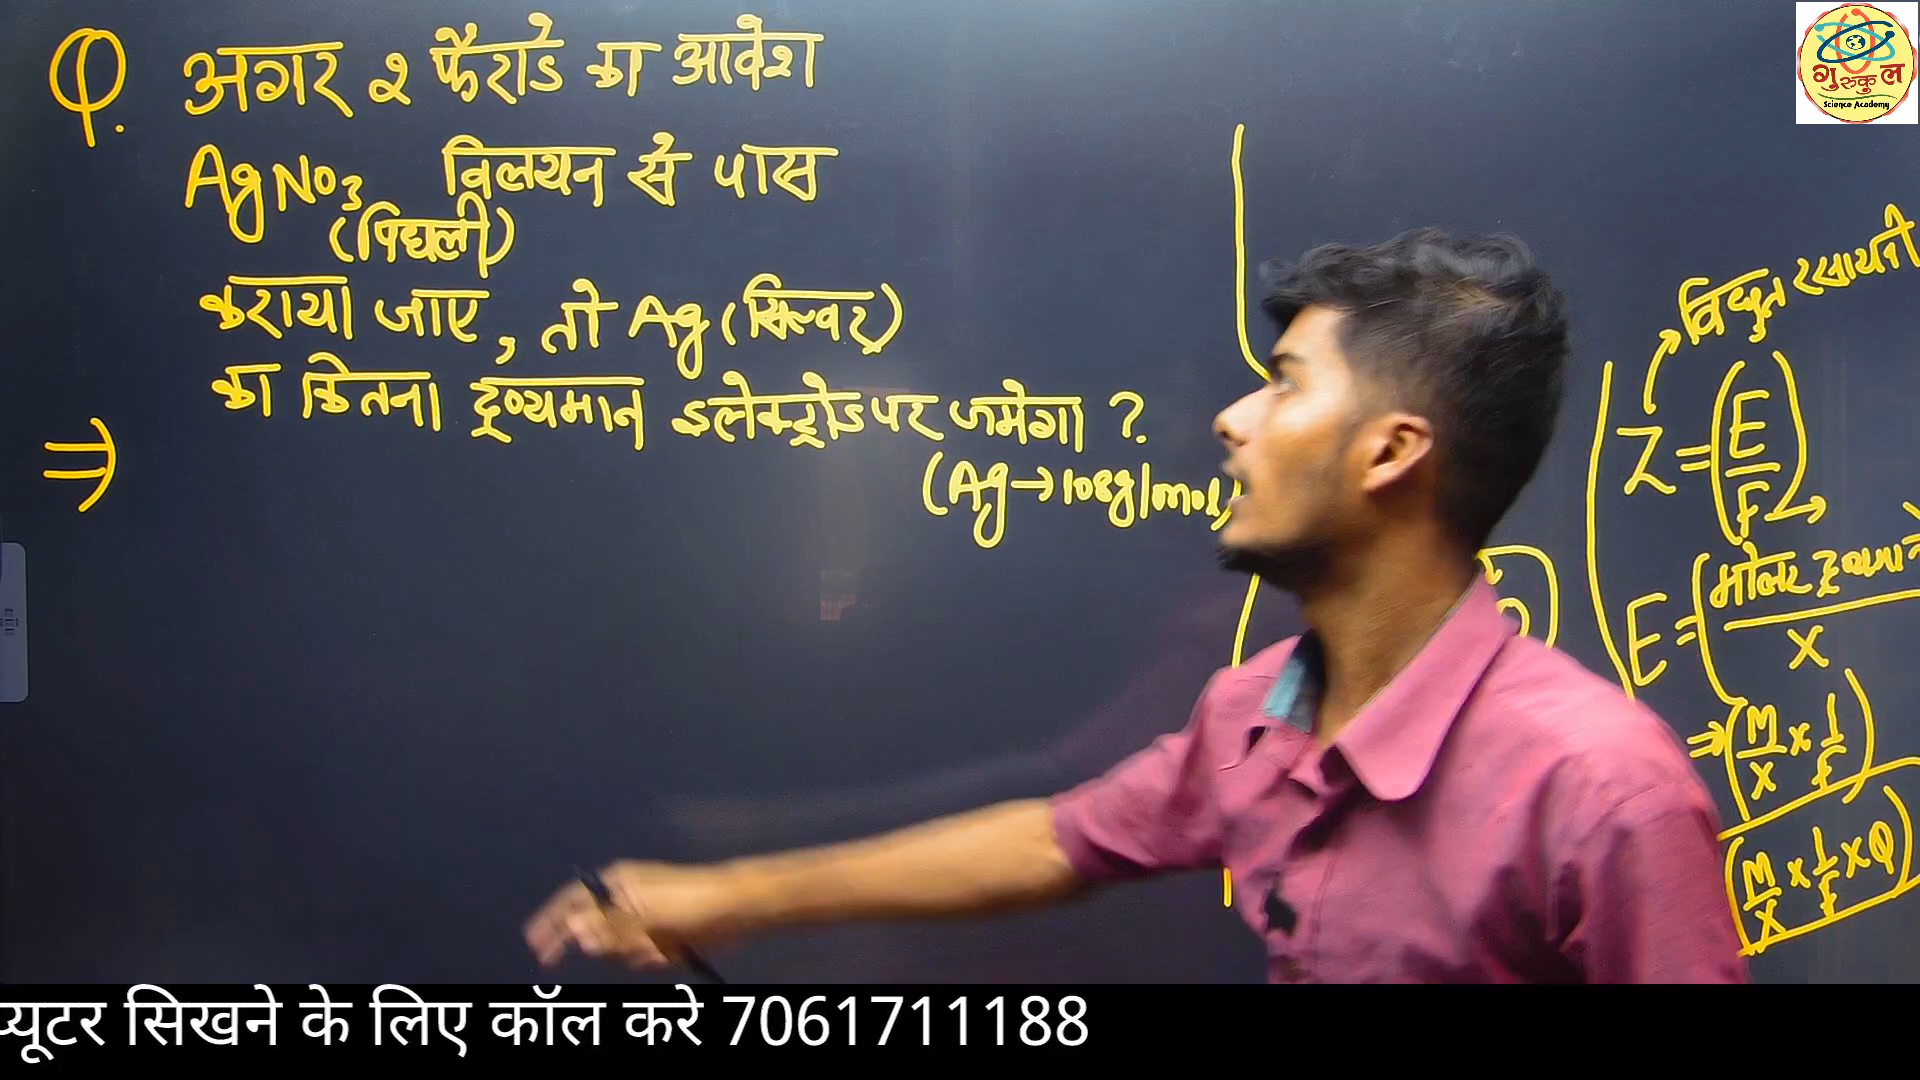 Q. अगर २ फैराडे का आवेश
AgNO₃ विलयन से पास
(पिघली)
कराया जाए, तो Ag (सिल्वर)
का कितना द्रव्यमान इलेक्ट्रोड पर जमेगा ?
(Ag→108g/mol)
⇒
विद्युत रसायनी
Z = (E/F)
E = (मोलर द्रव्यमान/x)
⇒ (M/x × 1/F)
(M/x × 1/F × Q)
गुरुकुल
Science Academy
प्यूटर सिखने के लिए कॉल करे 7061711188